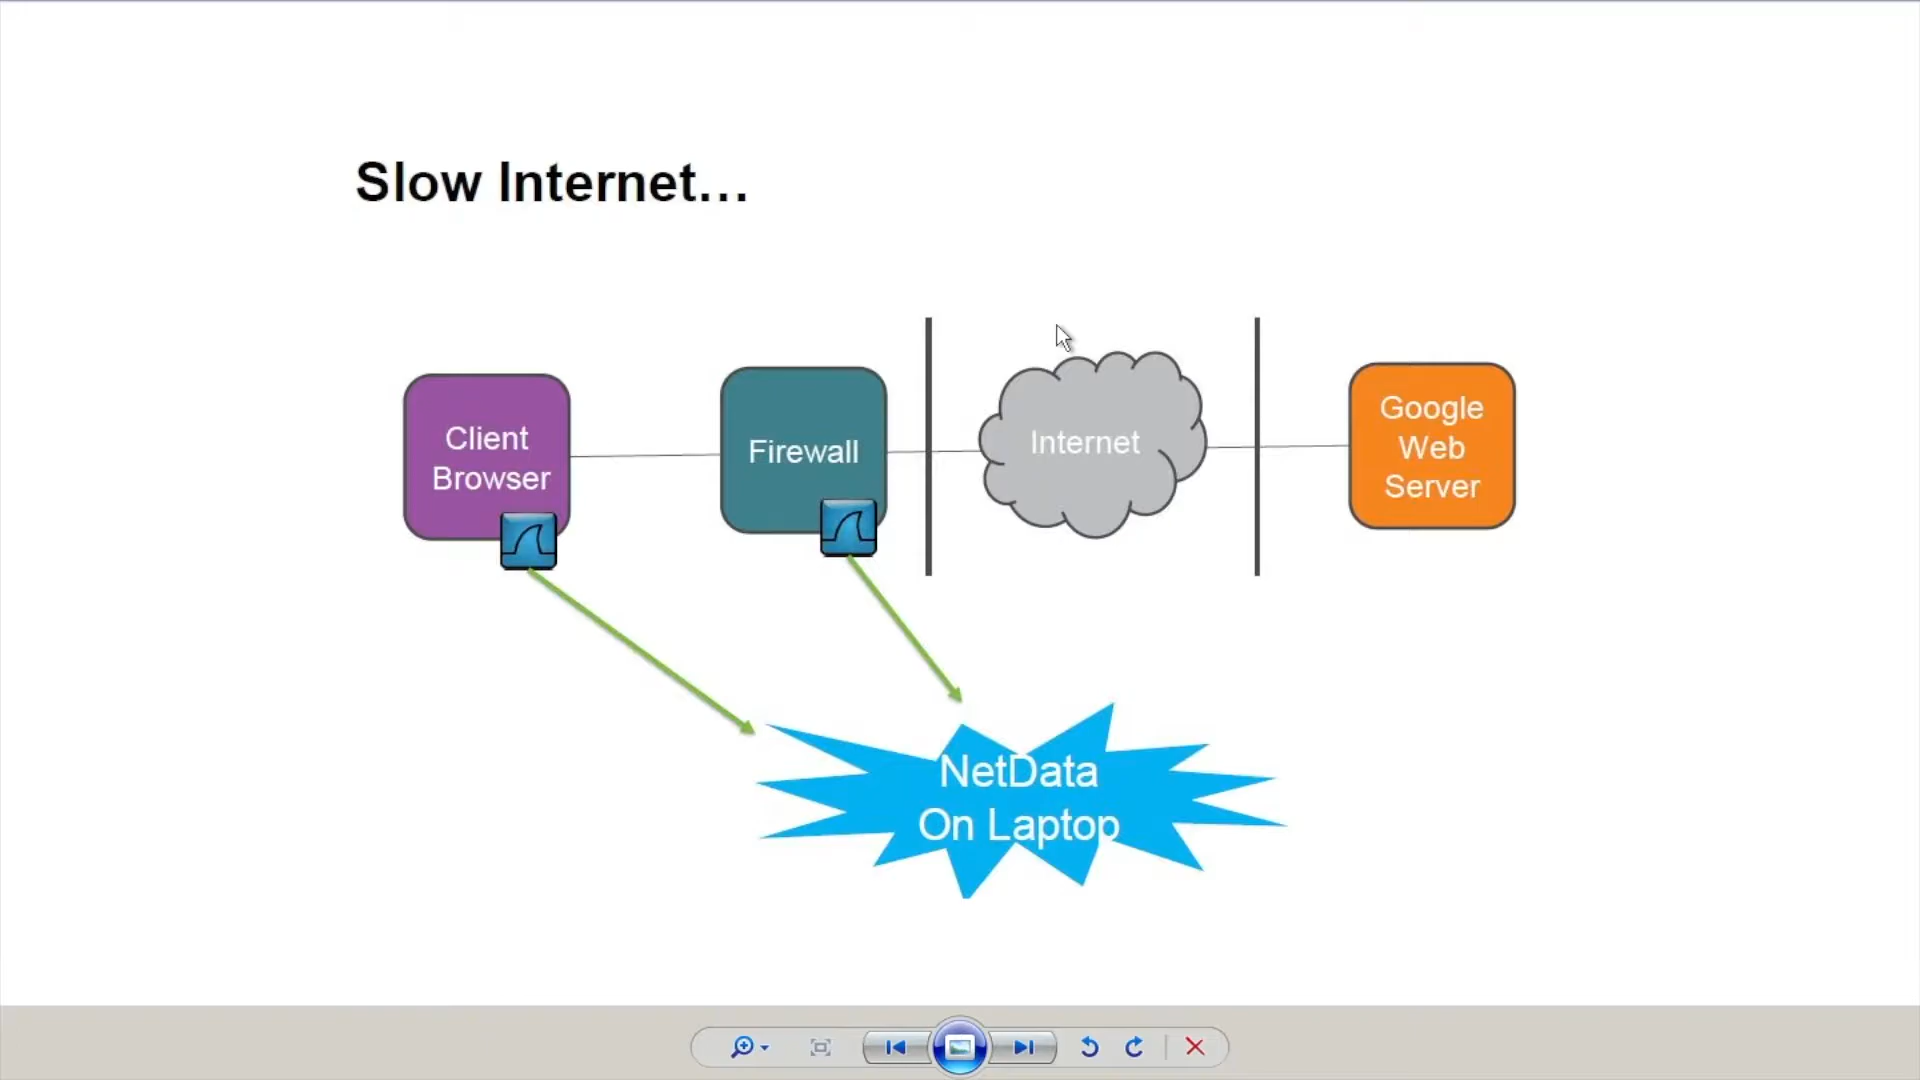 Slow Internet...
Client
Browser
Firewall
Internet
Google
Web
Server
NetData
On Laptop